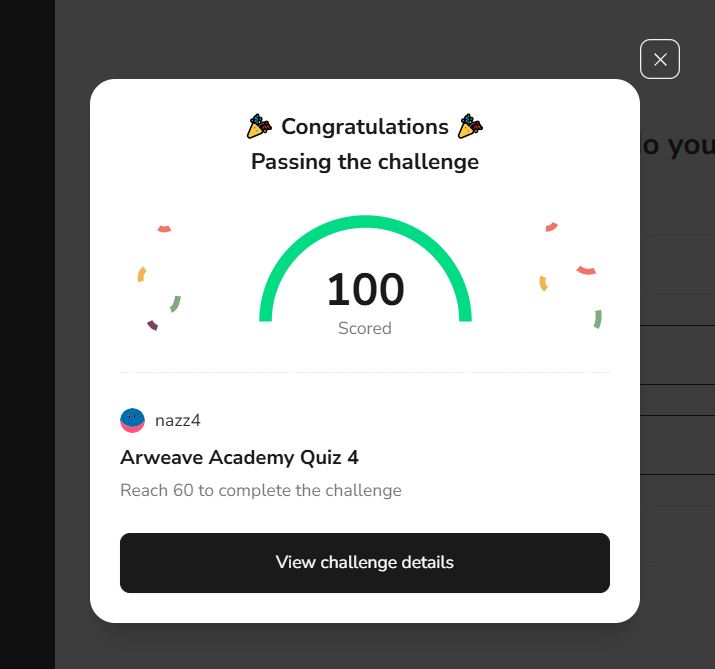 🎉 Congratulations 🎉
Passing the challenge
o you
100
Scored
nazz4
Arweave Academy Quiz 4
Reach 60 to complete the challenge
View challenge details